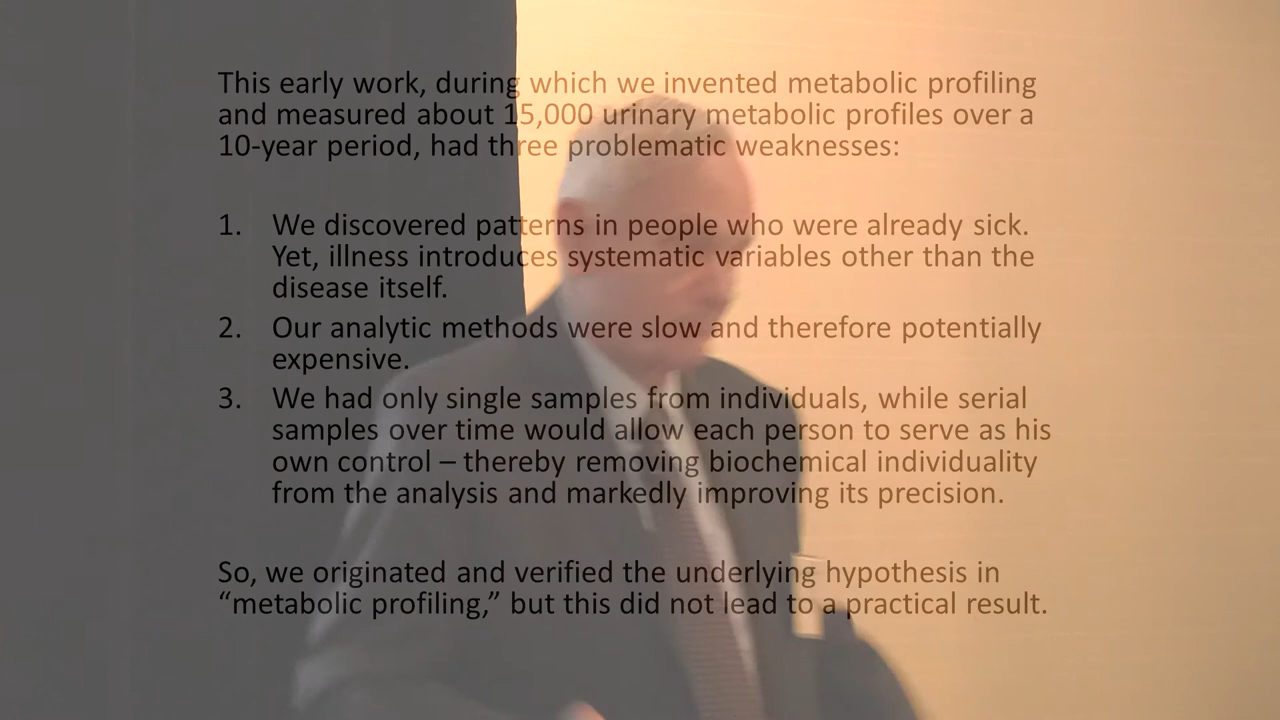 This early work, during which we invented metabolic profiling
and measured about 15,000 urinary metabolic profiles over a
10-year period, had three problematic weaknesses:
1. We discovered patterns in people who were already sick.
Yet, illness introduces systematic variables other than the
disease itself.
2. Our analytic methods were slow and therefore potentially
expensive.
3. We had only single samples from individuals, while serial
samples over time would allow each person to serve as his
own control – thereby removing biochemical individuality
from the analysis and markedly improving its precision.
So, we originated and verified the underlying hypothesis in
“metabolic profiling,” but this did not lead to a practical result.